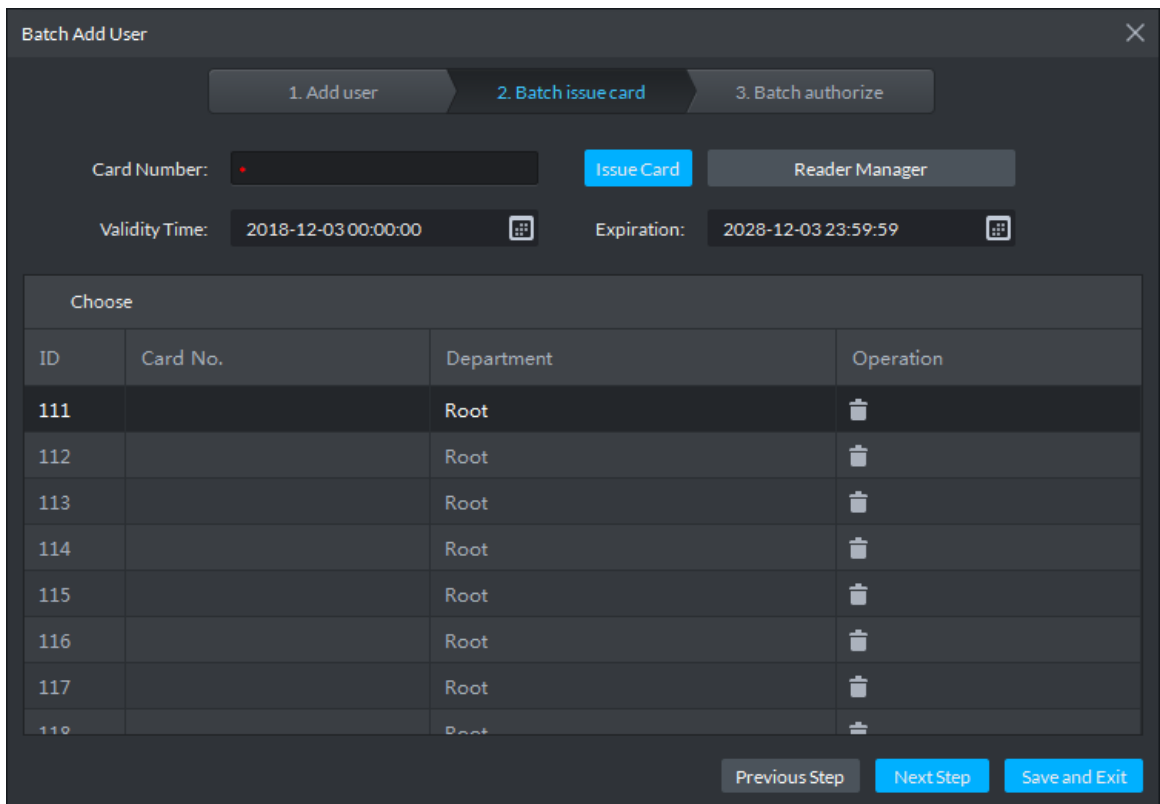 Batch Add User
1. Add user 2. Batch issue card 3. Batch authorize
Card Number: Issue Card Reader Manager
Validity Time: 2018-12-03 00:00:00 Expiration: 2028-12-03 23:59:59
Choose
ID Card No. Department Operation
111 Root
112 Root
113 Root
114 Root
115 Root
116 Root
117 Root
118 Root
Previous Step Next Step Save and Exit